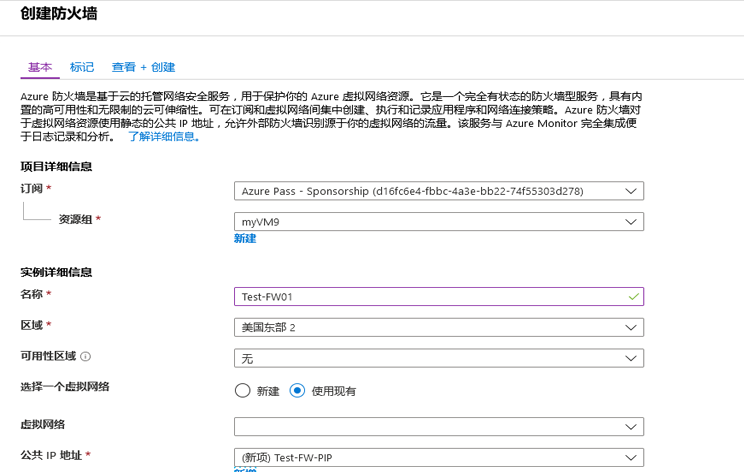 创建防火墙
基本 标记 查看 + 创建
Azure 防火墙是基于云的托管网络安全服务，用于保护你的 Azure 虚拟网络资源。它是一个完全有状态的防火墙型服务，具有内
置的高可用性和无限制的云可伸缩性。可在订阅和虚拟网络间集中创建、执行和记录应用程序和网络连接策略。Azure 防火墙对
于虚拟网络资源使用静态的公共 IP 地址，允许外部防火墙识别源于你的虚拟网络的流量。该服务与 Azure Monitor 完全集成便
于日志记录和分析。 了解详细信息。
项目详细信息
订阅 * Azure Pass - Sponsorship (d16fc6e4-fbbc-4a3e-bb22-74f55303d278)
资源组 * myVM9
新建
实例详细信息
名称 * Test-FW01
区域 * 美国东部 2
可用性区域 无
选择一个虚拟网络 新建 使用现有
虚拟网络
公共 IP 地址 * (新项) Test-FW-PIP